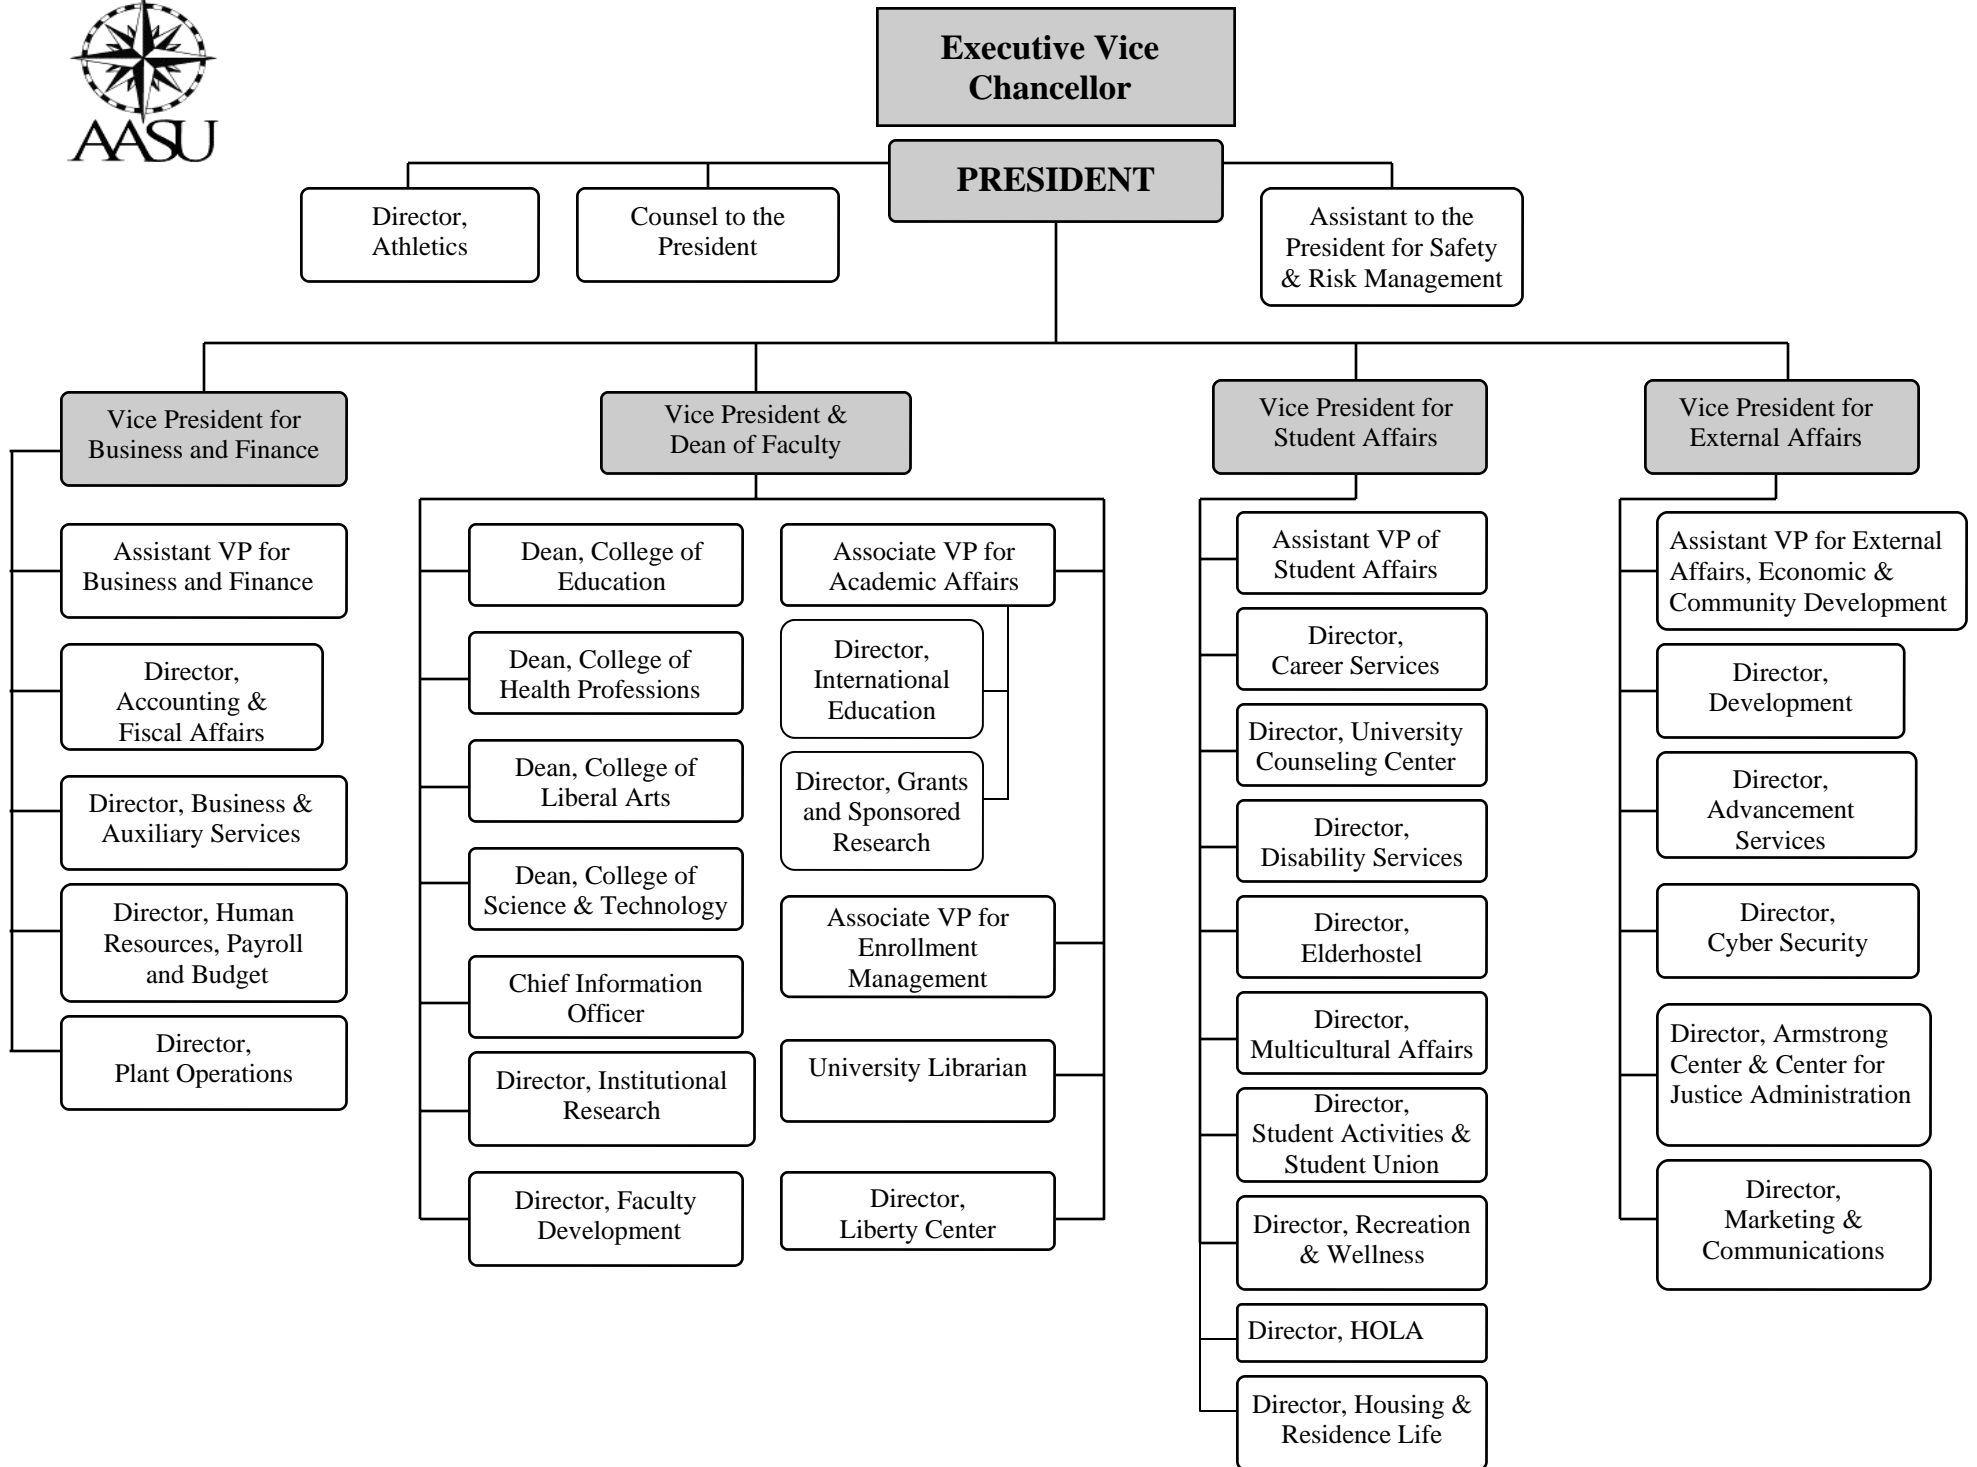 AASU
Executive Vice
Chancellor
PRESIDENT
Director,
Athletics
Counsel to the
President
Assistant to the
President for Safety
& Risk Management
Vice President for
Business and Finance
Assistant VP for
Business and Finance
Director,
Accounting &
Fiscal Affairs
Director, Business &
Auxiliary Services
Director, Human
Resources, Payroll
and Budget
Director,
Plant Operations
Vice President &
Dean of Faculty
Dean, College of
Education
Dean, College of
Health Professions
Dean, College of
Liberal Arts
Dean, College of
Science & Technology
Chief Information
Officer
Director, Institutional
Research
Director, Faculty
Development
Associate VP for
Academic Affairs
Director,
International
Education
Director, Grants
and Sponsored
Research
Associate VP for
Enrollment
Management
University Librarian
Director,
Liberty Center
Vice President for
Student Affairs
Assistant VP of
Student Affairs
Director,
Career Services
Director, University
Counseling Center
Director,
Disability Services
Director,
Elderhostel
Director,
Multicultural Affairs
Director,
Student Activities &
Student Union
Director, Recreation
& Wellness
Director, HOLA
Director, Housing &
Residence Life
Vice President for
External Affairs
Assistant VP for External
Affairs, Economic &
Community Development
Director,
Development
Director,
Advancement
Services
Director,
Cyber Security
Director, Armstrong
Center & Center for
Justice Administration
Director,
Marketing &
Communications